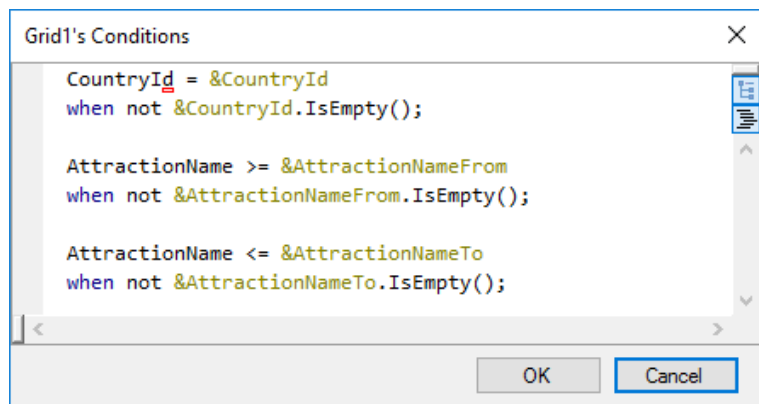 Grid1's Conditions
CountryId = &CountryId
when not &CountryId.IsEmpty();
AttractionName >= &AttractionNameFrom
when not &AttractionNameFrom.IsEmpty();
AttractionName <= &AttractionNameTo
when not &AttractionNameTo.IsEmpty();
OK Cancel